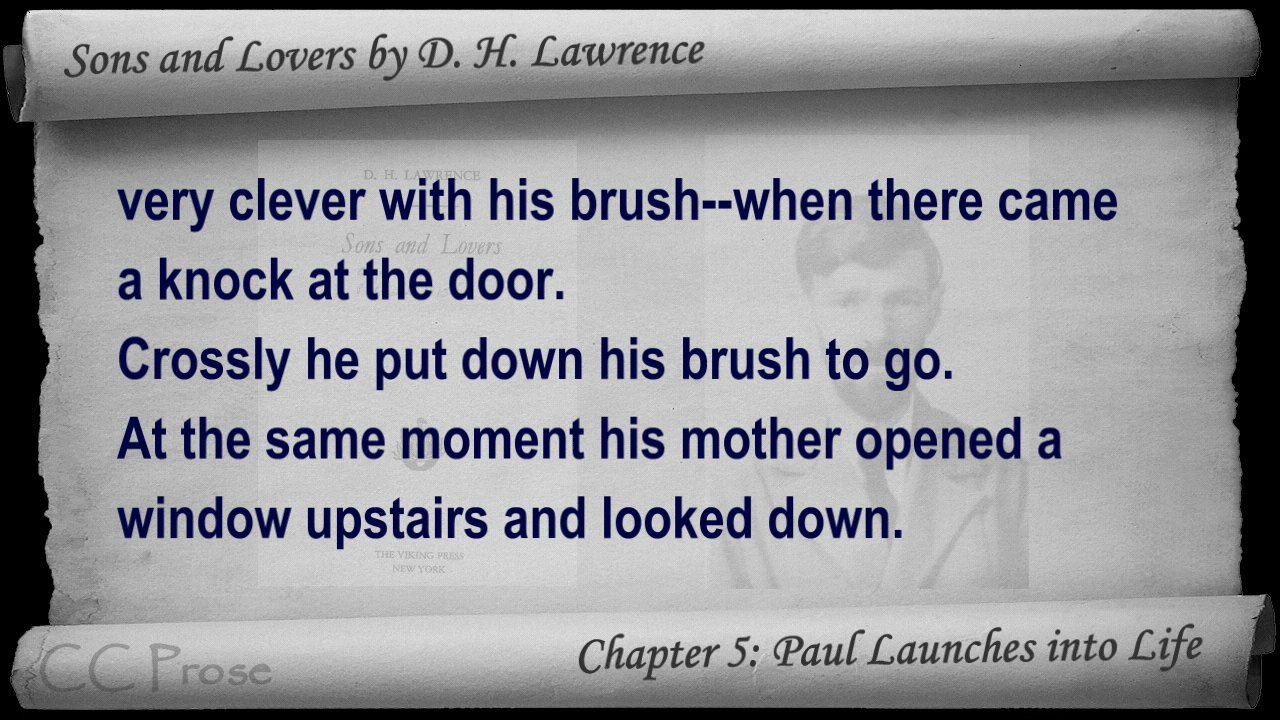 Sons and Lovers by D. H. Lawrence
D. H. LAWRENCE
very clever with his brush--when there came
Sons and Lovers
a knock at the door.
Crossly he put down his brush to go.
At the same moment his mother opened a
window upstairs and looked down.
THE VIKING PRESS
NEW YORK
CC Prose
Chapter 5: Paul Launches into Life